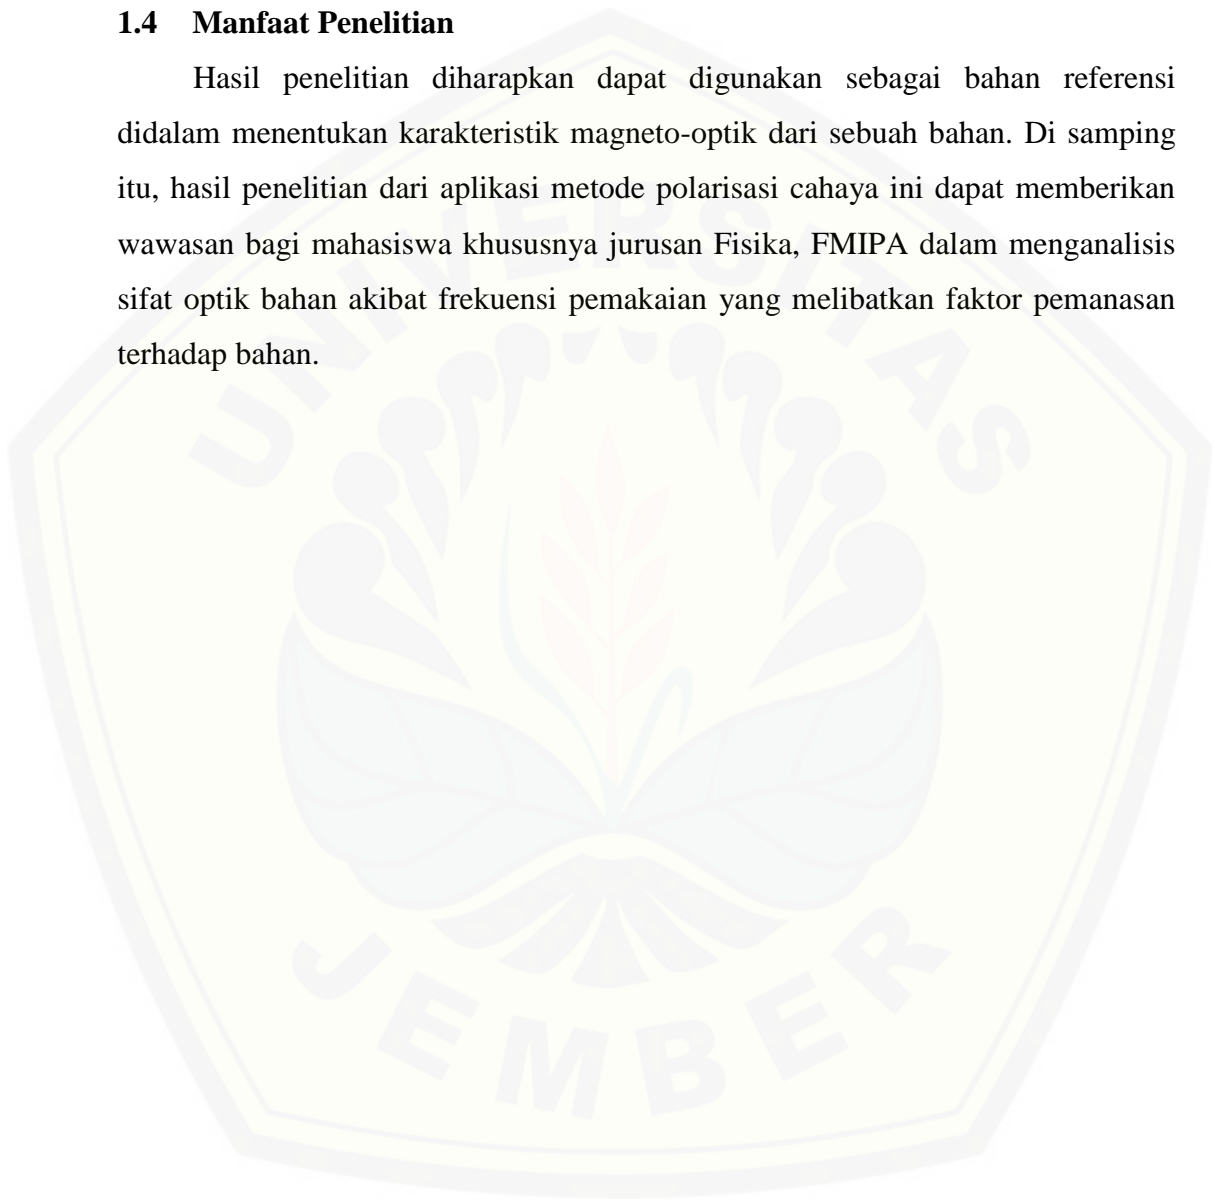 1.4 Manfaat Penelitian
Hasil penelitian diharapkan dapat digunakan sebagai bahan referensi
didalam menentukan karakteristik magneto-optik dari sebuah bahan. Di samping
itu, hasil penelitian dari aplikasi metode polarisasi cahaya ini dapat memberikan
wawasan bagi mahasiswa khususnya jurusan Fisika, FMIPA dalam menganalisis
sifat optik bahan akibat frekuensi pemakaian yang melibatkan faktor pemanasan
terhadap bahan.
UNIVERSITAS
JEMBER